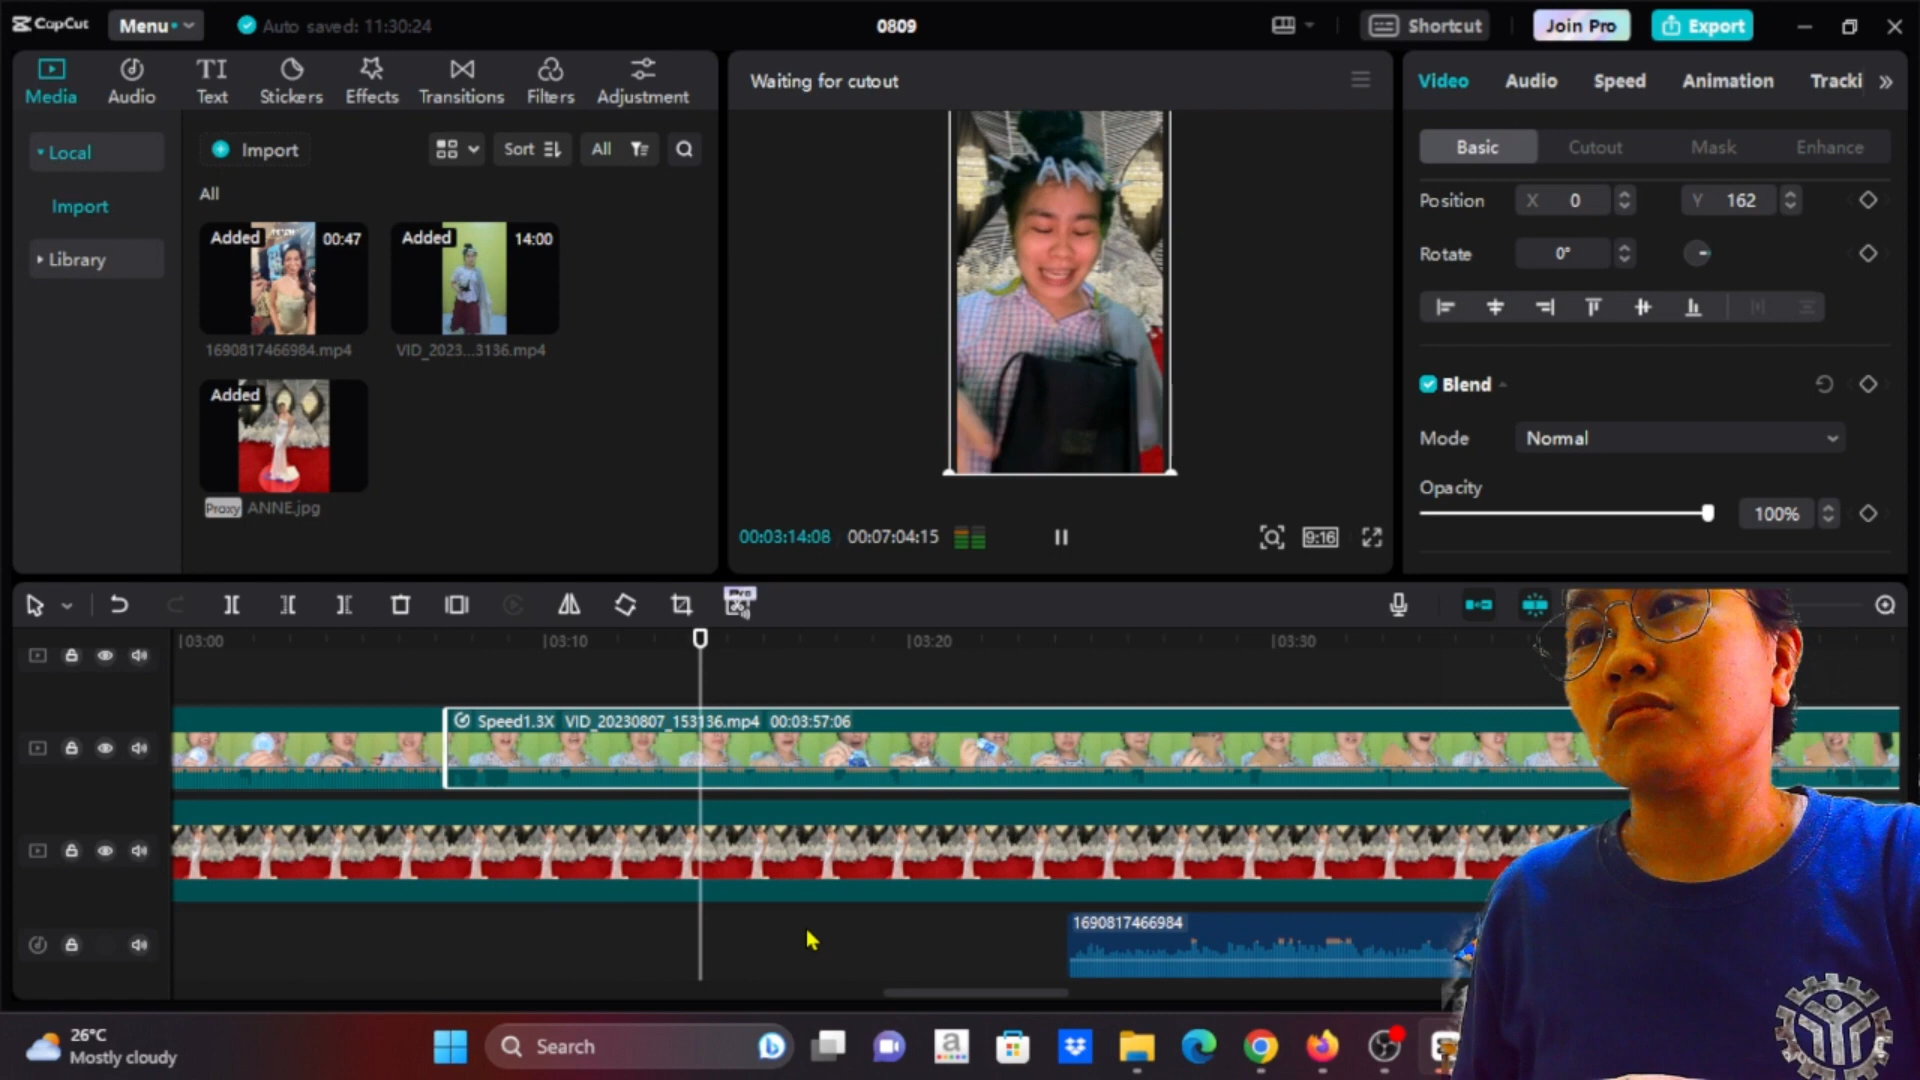 CapCut
Menu
Auto saved: 11:30:24
0809
Shortcut
Join Pro
Export
Media
Audio
Text
Stickers
Effects
Transitions
Filters
Adjustment
Local
Import
Library
Import
Sort
All
All
Added
00:47
1690817466984.mp4
Added
14:00
VID_2023...3136.mp4
Added
Proxy
ANNE.jpg
Waiting for cutout
00:03:14:08
00:07:04:15
9:16
Video
Audio
Speed
Animation
Tracki
Basic
Cutout
Mask
Enhance
Position
X 0
Y 162
Rotate
0°
Blend
Mode
Normal
Opacity
100%
Pro
03:00
03:10
03:20
03:30
Speed1.3X VID_20230807_153136.mp4 00:03:57:06
1690817466984
26°C
Mostly cloudy
Search